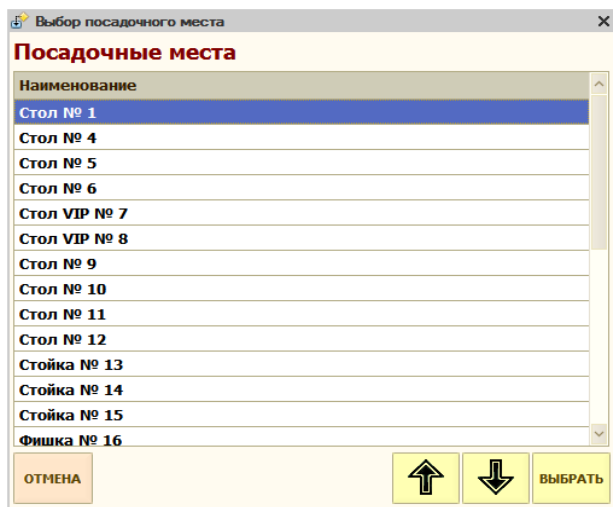 Выбор посадочного места
Посадочные места
Наименование
Стол № 1
Стол № 4
Стол № 5
Стол № 6
Стол VIP № 7
Стол VIP № 8
Стол № 9
Стол № 10
Стол № 11
Стол № 12
Стойка № 13
Стойка № 14
Стойка № 15
Фишка № 16
ОТМЕНА ВЫБРАТЬ